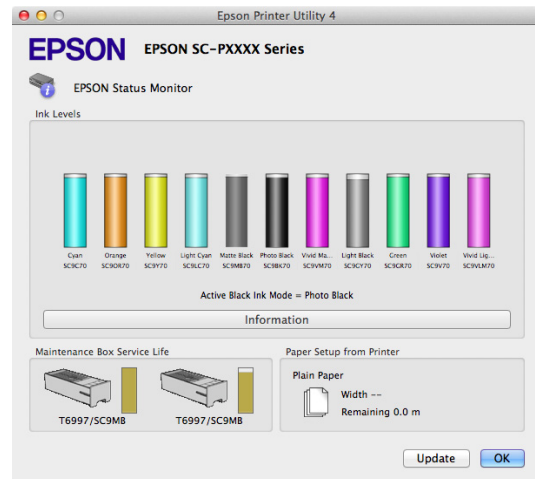 Epson Printer Utility 4
EPSON EPSON SC-PXXXX Series
EPSON Status Monitor
Ink Levels
Cyan Orange Yellow Light Cyan Matte Black Photo Black Vivid Ma... Light Black Green Violet Vivid Lig...
SC9C70 SC9OR70 SC9Y70 SC9LC70 SC9MB70 SC9BK70 SC9VM70 SC9GY70 SC9GR70 SC9V70 SC9VLM70
Active Black Ink Mode = Photo Black
Information
Maintenance Box Service Life
T6997/SC9MB T6997/SC9MB
Paper Setup from Printer
Plain Paper
Width --
Remaining 0.0 m
Update OK